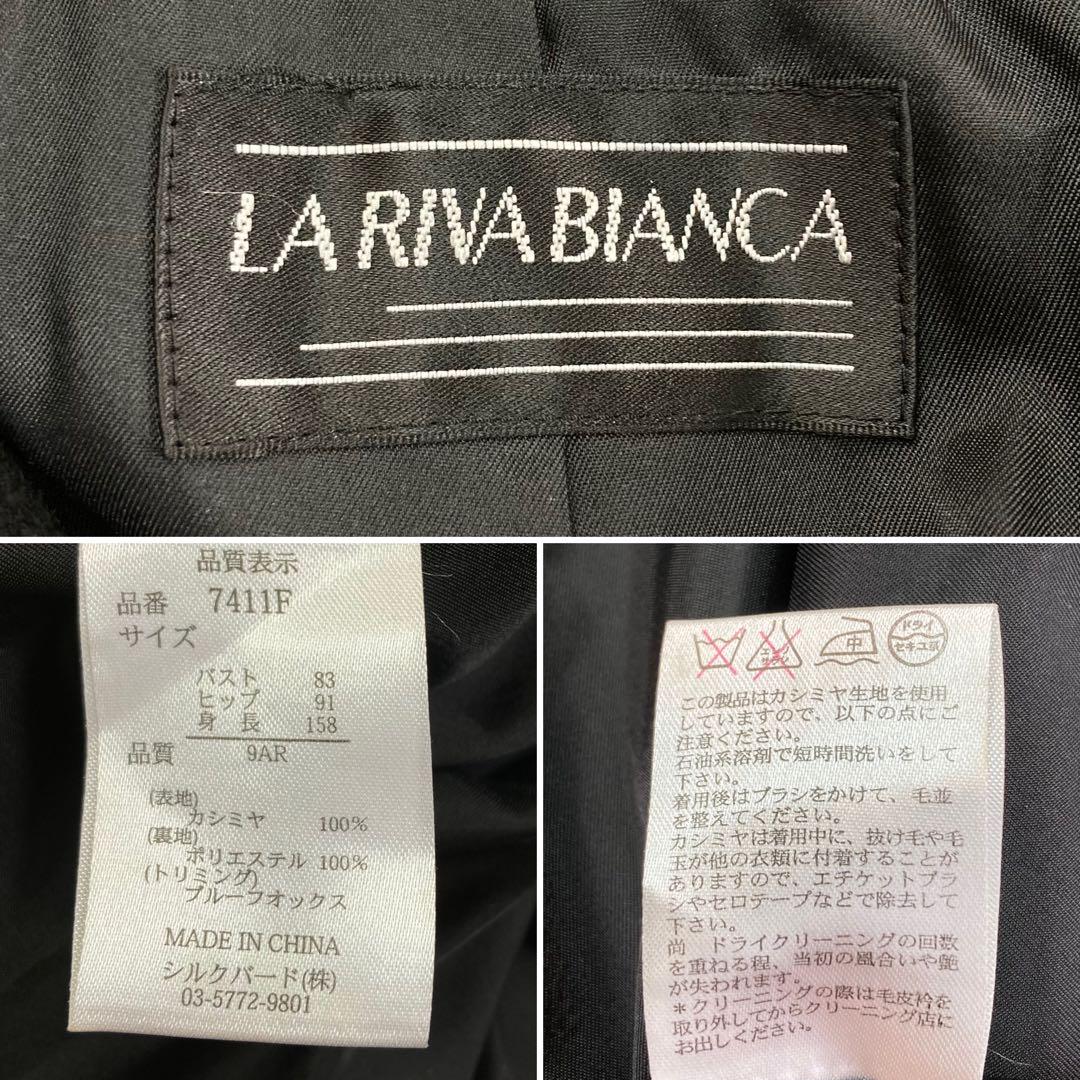 LA RIVA BIANCA
品質表示
品番 7411F
サイズ
バスト 83
ヒップ 91
身長 158
品質 9AR
(表地)
カシミヤ 100%
(裏地)
ポリエステル 100%
(トリミング)
ブルーフオックス
MADE IN CHINA
シルクバード(株)
03-5772-9801
エンソサラシ 中 ドライ セキユ系
この製品はカシミヤ生地を使用
していますので、以下の点にご
注意ください。
石油系溶剤で短時間洗いをして
下さい。
着用後はブラシをかけて、毛並
を整えてください。
カシミヤは着用中に、抜け毛や毛
玉が他の衣類に付着することが
ありますので、エチケットブラ
シやセロテープなどで除去して
下さい。
尚 ドライクリーニングの回数
を重ねる程、当初の風合いや艶
が失われます。
*クリーニングの際は毛皮衿を
取り外してからクリーニング店に
お出しください。